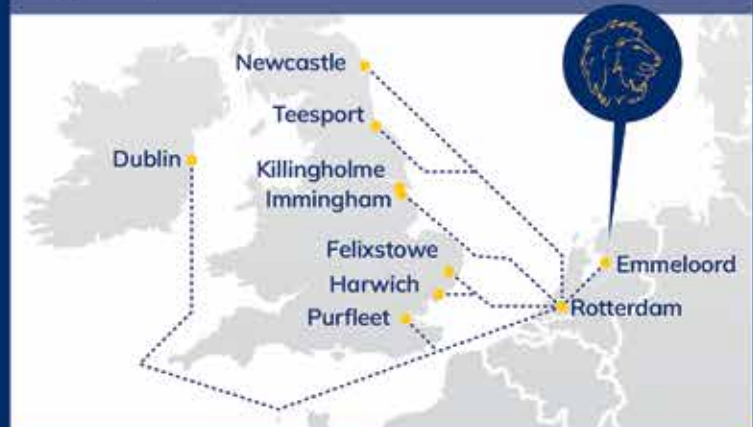 Newcastle
Teesport
Dublin
Killingholme
Immingham
Felixstowe
Emmeloord
Harwich
Rotterdam
Purfleet